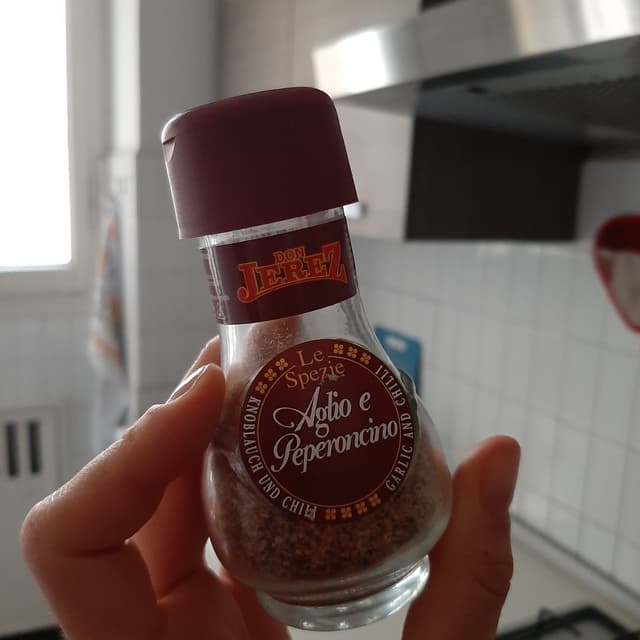 DON
JEREZ
Le
Spezie
Aglio e
Peperoncino
KNOBLAUCH UND CHILI
GARLIC AND CHILLI